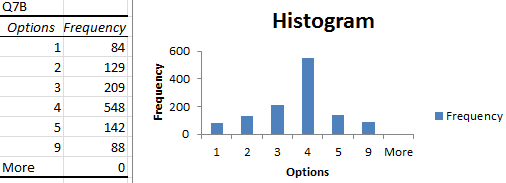 Q7B
Options Frequency
1 84
2 129
3 209
4 548
5 142
9 88
More 0
Histogram
600
400
200
0
Frequency
1 2 3 4 5 9 More
Options
Frequency